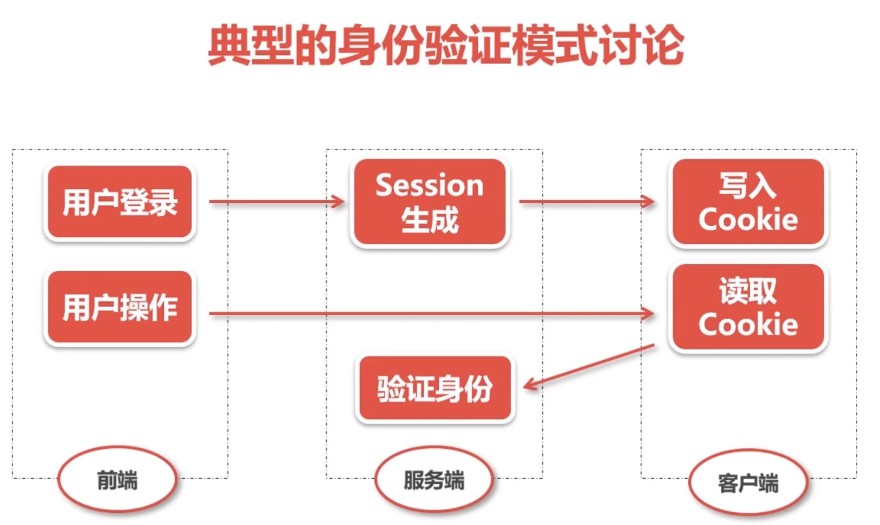 典型的身份验证模式讨论
用户登录
Session
生成
写入
Cookie
用户操作
读取
Cookie
验证身份
前端
服务端
客户端